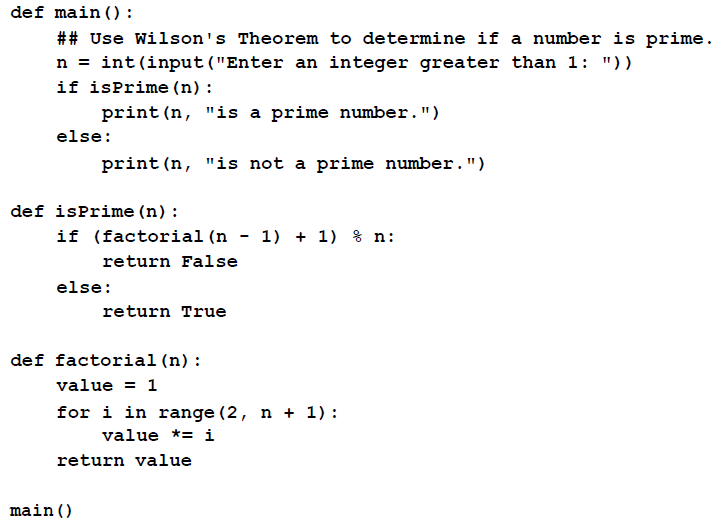 def main():
    ## Use Wilson's Theorem to determine if a number is prime.
    n = int(input("Enter an integer greater than 1: "))
    if isPrime(n):
        print(n, "is a prime number.")
    else:
        print(n, "is not a prime number.")

def isPrime(n):
    if (factorial(n - 1) + 1) % n:
        return False
    else:
        return True

def factorial(n):
    value = 1
    for i in range(2, n + 1):
        value *= i
    return value

main()